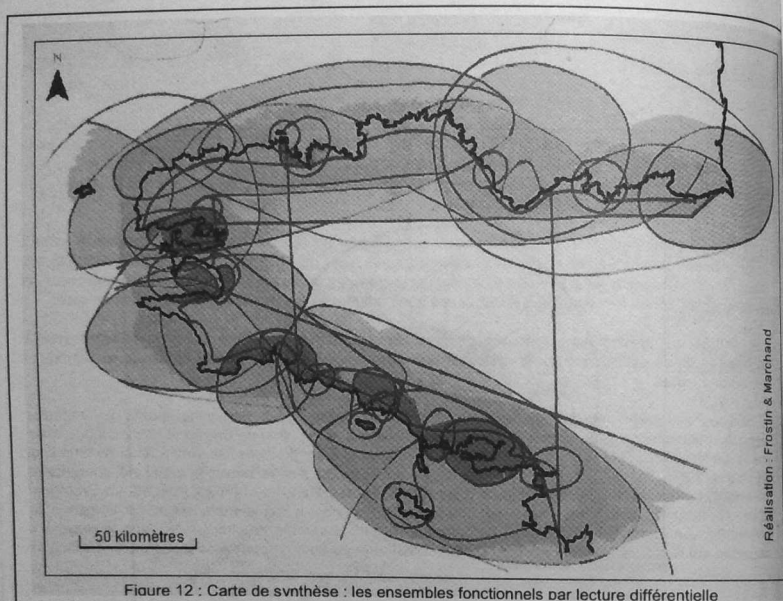 N
50 kilomètres
Réalisation : Frostin & Marchand
Figure 12 : Carte de synthèse : les ensembles fonctionnels par lecture différentielle